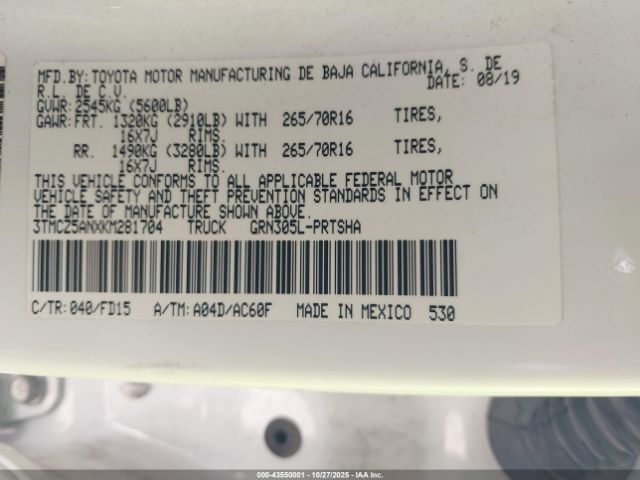 MFD.BY:TOYOTA MOTOR MANUFACTURING DE BAJA CALIFORNIA, S. DE
R.L. DE C.V. DATE: 08/19
GVWR:2545KG (5600LB)
GAWR:FRT. 1320KG (2910LB) WITH 265/70R16 TIRES,
16X7J RIMS.
RR. 1490KG (3280LB) WITH 265/70R16 TIRES,
16X7J RIMS.
THIS VEHICLE CONFORMS TO ALL APPLICABLE FEDERAL MOTOR
VEHICLE SAFETY AND THEFT PREVENTION STANDARDS IN EFFECT ON
THE DATE OF MANUFACTURE SHOWN ABOVE.
3TMCZ5ANXKM281704 TRUCK GRN305L-PRTSHA
C/TR:040/FD15 A/TM:A04D/AC60F MADE IN MEXICO 530
000-43550001 - 10/27/2025 - IAA Inc.